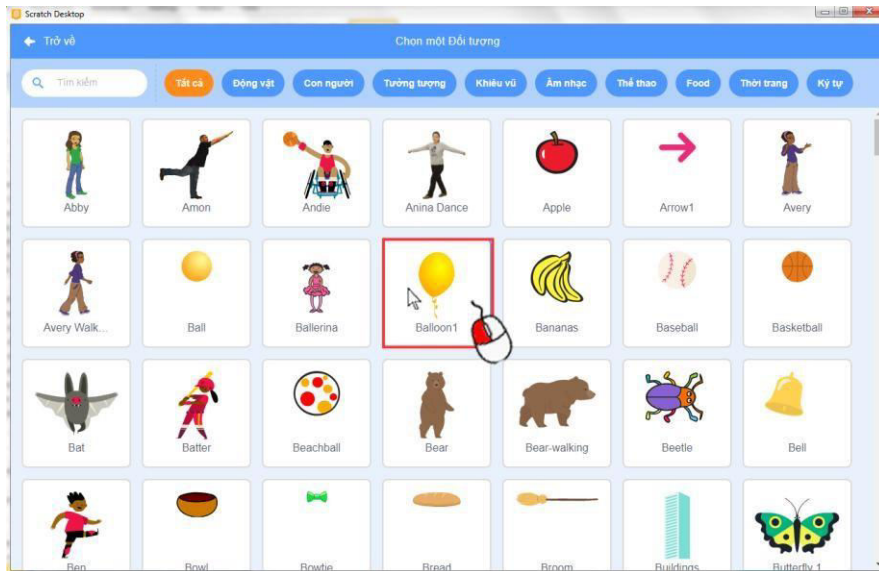 Scratch Desktop
Trở về
Chọn một Đối tượng
Tìm kiếm
Tất cả Động vật Con người Tưởng tượng Khiêu vũ Âm nhạc Thể thao Food Thời trang Ký tự
Abby Amon Andie Anina Dance Apple Arrow1 Avery
Avery Walk... Ball Ballerina Balloon1 Bananas Baseball Basketball
Bat Batter Beachball Bear Bear-walking Beetle Bell
Ben Bowl Bowtie Bread Broom Buildings Butterfly 1